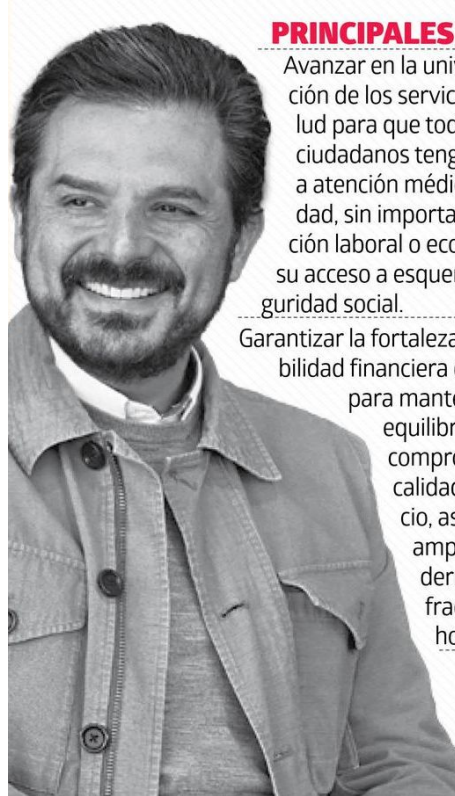 PRINCIPALES
Avanzar en la univ
ción de los servic
lud para que tod
ciudadanos teng
a atención médi
dad, sin importa
ción laboral o eco
su acceso a esquer
guridad social.
Garantizar la fortaleza
bilidad financiera
para mante
equilibr
compro
calidad
cio, as
amp
der
frac
ho